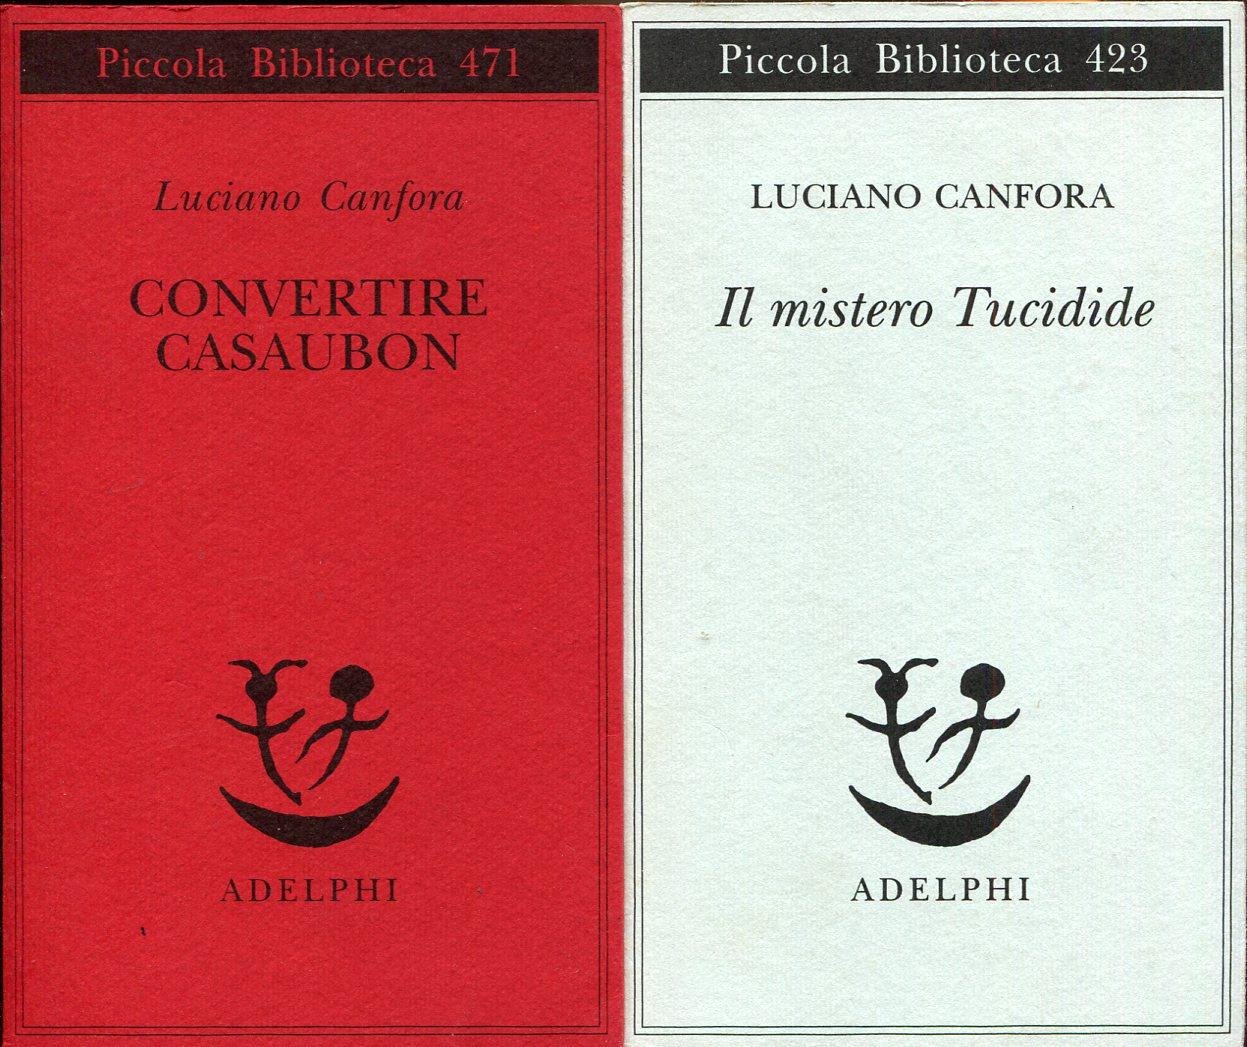 Piccola Biblioteca 471
Luciano Canfora
CONVERTIRE
CASAUBON
ADELPHI
Piccola Biblioteca 423
LUCIANO CANFORA
Il mistero Tucidide
ADELPHI